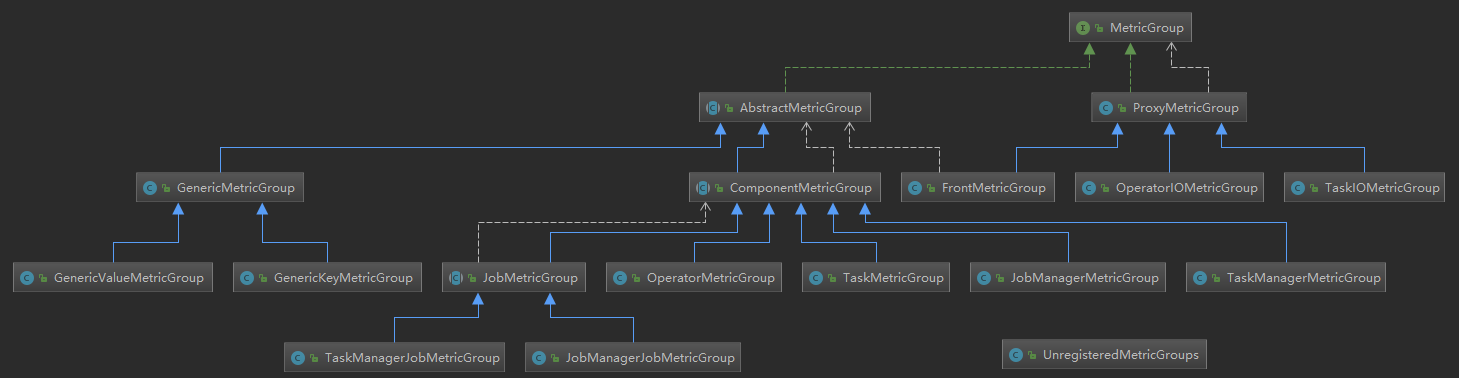 MetricGroup
AbstractMetricGroup
ProxyMetricGroup
GenericMetricGroup
ComponentMetricGroup
FrontMetricGroup
OperatorIOMetricGroup
TaskIOMetricGroup
GenericValueMetricGroup
GenericKeyMetricGroup
JobMetricGroup
OperatorMetricGroup
TaskMetricGroup
JobManagerMetricGroup
TaskManagerMetricGroup
TaskManagerJobMetricGroup
JobManagerJobMetricGroup
UnregisteredMetricGroups